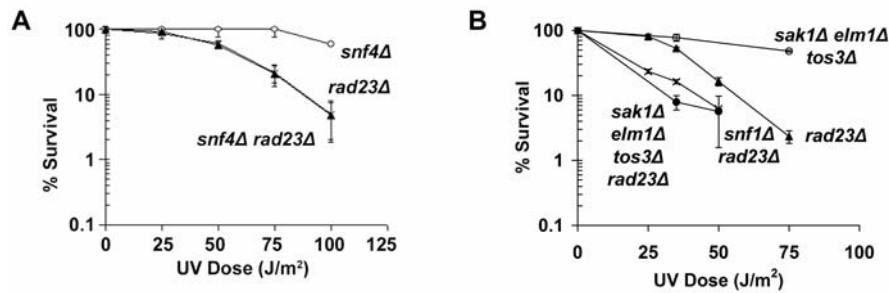 A
% Survival
100
10
1
0.1
0
25
50
75
100
125
UV Dose (J/m²)
snf4Δ
rad23Δ
snf4Δ rad23Δ
B
% Survival
100
10
1
0.1
0
25
50
75
100
UV Dose (J/m²)
sak1Δ elm1Δ
tos3Δ
sak1Δ
elm1Δ
tos3Δ
rad23Δ
snf1Δ
rad23Δ
rad23Δ